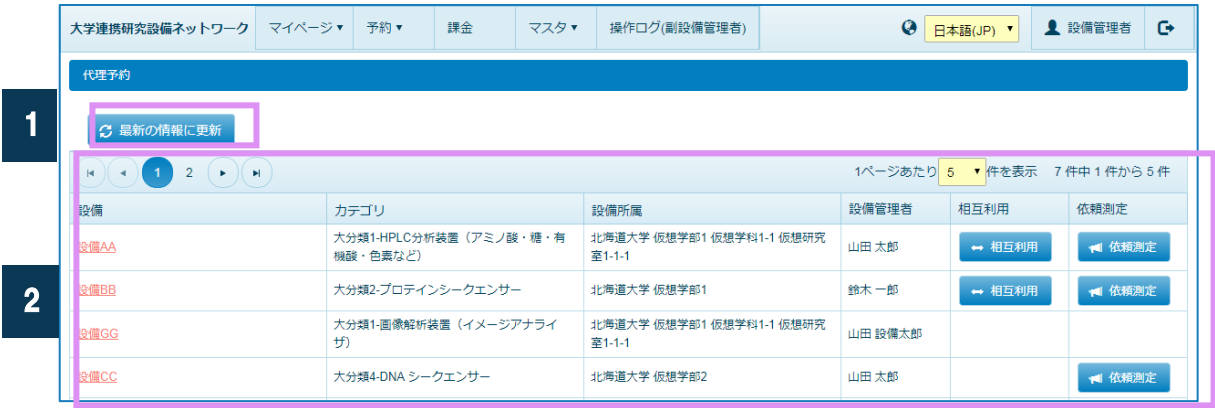 大学連携研究設備ネットワーク マイページ▼ 予約▼ 課金 マスタ▼ 操作ログ(副設備管理者) 日本語(JP) ▼ 設備管理者
代理予約
1
最新の情報に更新
1 2 1ページあたり 5 ▼ 件を表示 7 件中 1 件から 5 件
設備 カテゴリ 設備所属 設備管理者 相互利用 依頼測定
設備AA 大分類1-HPLC分析装置（アミノ酸・糖・有 北海道大学 仮想学部1 仮想学科1-1 仮想研究 山田 太郎 相互利用 依頼測定
機酸・色素など） 室1-1-1
2
設備BB 大分類2-プロテインシークエンサー 北海道大学 仮想学部1 鈴木 一郎 相互利用 依頼測定
設備GG 大分類1-画像解析装置（イメージアナライ 北海道大学 仮想学部1 仮想学科1-1 仮想研究 山田 設備太郎
ザ） 室1-1-1
設備CC 大分類4-DNA シークエンサー 北海道大学 仮想学部2 山田 太郎 依頼測定